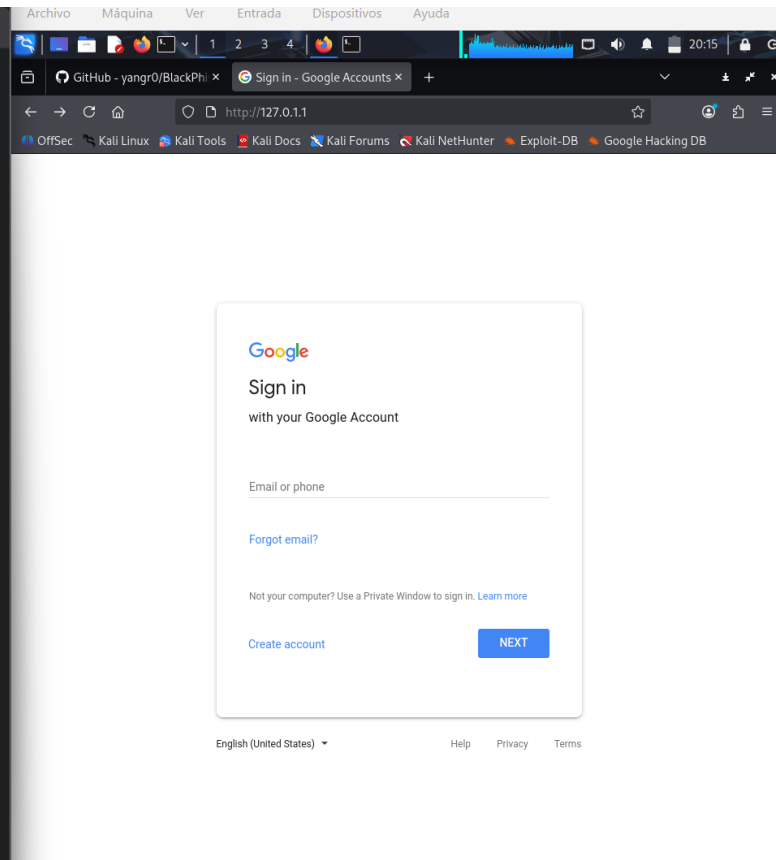 Archivo Máquina Ver Entrada Dispositivos Ayuda
1 2 3 4 20:15
GitHub - yangr0/BlackPhi Sign in - Google Accounts
http://127.0.1.1
OffSec Kali Linux Kali Tools Kali Docs Kali Forums Kali NetHunter Exploit-DB Google Hacking DB
Google
Sign in
with your Google Account
Email or phone
Forgot email?
Not your computer? Use a Private Window to sign in. Learn more
Create account NEXT
English (United States) Help Privacy Terms